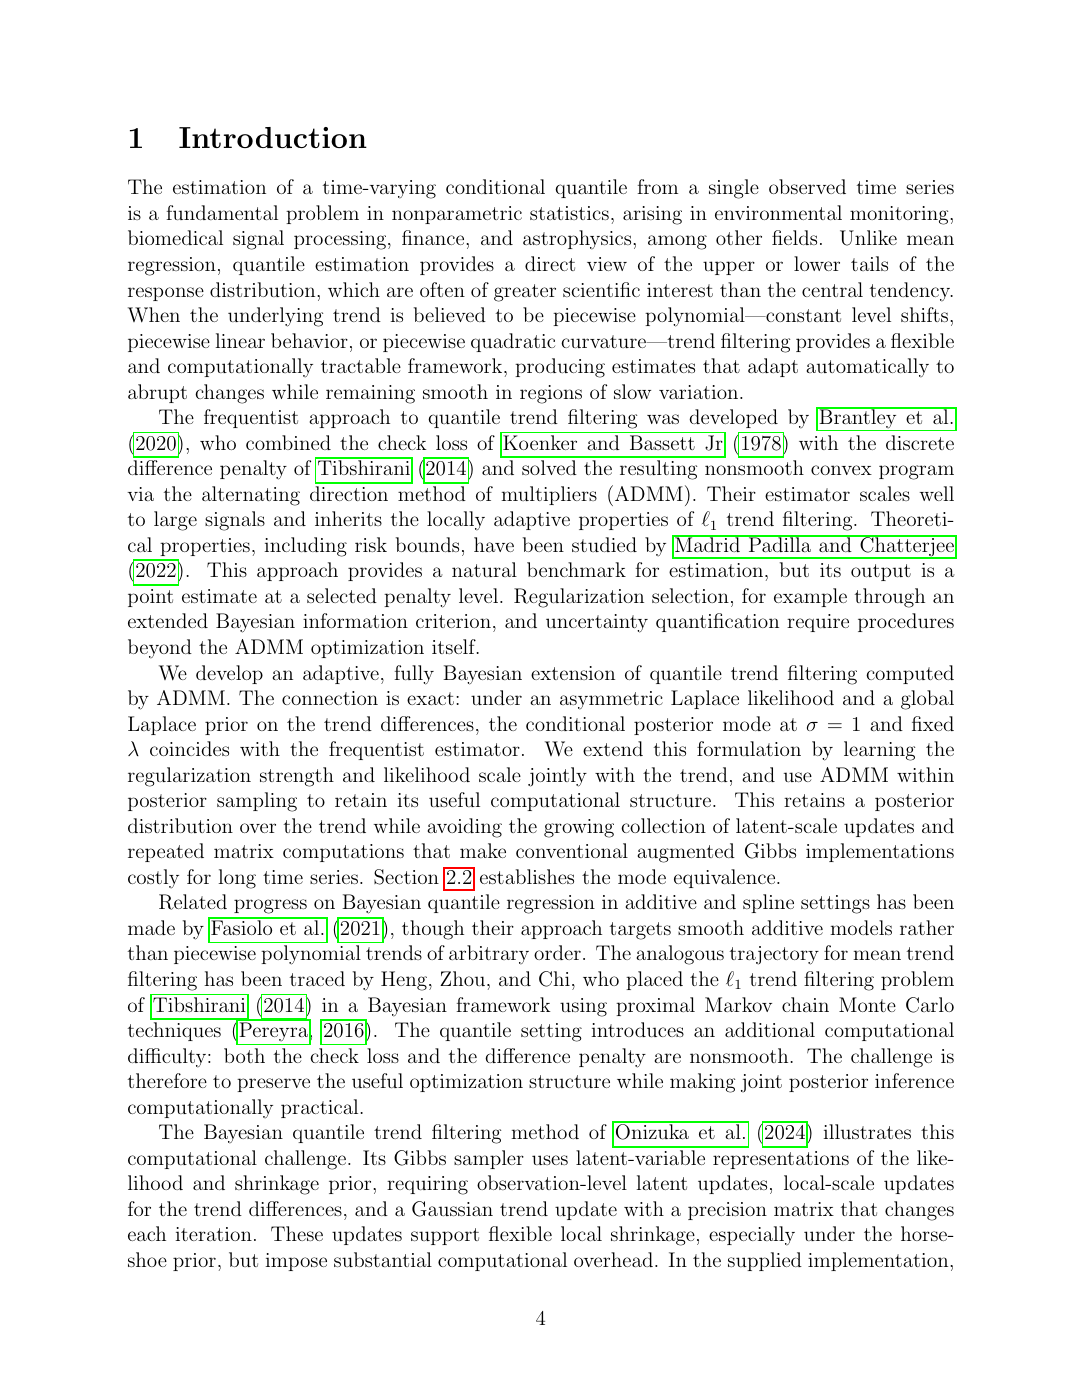 1 Introduction
The estimation of a time-varying conditional quantile from a single observed time series
is a fundamental problem in nonparametric statistics, arising in environmental monitoring,
biomedical signal processing, finance, and astrophysics, among other fields. Unlike mean
regression, quantile estimation provides a direct view of the upper or lower tails of the
response distribution, which are often of greater scientific interest than the central tendency.
When the underlying trend is believed to be piecewise polynomial—constant level shifts,
piecewise linear behavior, or piecewise quadratic curvature—trend filtering provides a flexible
and computationally tractable framework, producing estimates that adapt automatically to
abrupt changes while remaining smooth in regions of slow variation.
The frequentist approach to quantile trend filtering was developed by Brantley et al.
(2020), who combined the check loss of Koenker and Bassett Jr (1978) with the discrete
difference penalty of Tibshirani (2014) and solved the resulting nonsmooth convex program
via the alternating direction method of multipliers (ADMM). Their estimator scales well
to large signals and inherits the locally adaptive properties of ℓ₁ trend filtering. Theoreti-
cal properties, including risk bounds, have been studied by Madrid Padilla and Chatterjee
(2022). This approach provides a natural benchmark for estimation, but its output is a
point estimate at a selected penalty level. Regularization selection, for example through an
extended Bayesian information criterion, and uncertainty quantification require procedures
beyond the ADMM optimization itself.
We develop an adaptive, fully Bayesian extension of quantile trend filtering computed
by ADMM. The connection is exact: under an asymmetric Laplace likelihood and a global
Laplace prior on the trend differences, the conditional posterior mode at σ = 1 and fixed
λ coincides with the frequentist estimator. We extend this formulation by learning the
regularization strength and likelihood scale jointly with the trend, and use ADMM within
posterior sampling to retain its useful computational structure. This retains a posterior
distribution over the trend while avoiding the growing collection of latent-scale updates and
repeated matrix computations that make conventional augmented Gibbs implementations
costly for long time series. Section 2.2 establishes the mode equivalence.
Related progress on Bayesian quantile regression in additive and spline settings has been
made by Fasiolo et al. (2021), though their approach targets smooth additive models rather
than piecewise polynomial trends of arbitrary order. The analogous trajectory for mean trend
filtering has been traced by Heng, Zhou, and Chi, who placed the ℓ₁ trend filtering problem
of Tibshirani (2014) in a Bayesian framework using proximal Markov chain Monte Carlo
techniques (Pereyra, 2016). The quantile setting introduces an additional computational
difficulty: both the check loss and the difference penalty are nonsmooth. The challenge is
therefore to preserve the useful optimization structure while making joint posterior inference
computationally practical.
The Bayesian quantile trend filtering method of Onizuka et al. (2024) illustrates this
computational challenge. Its Gibbs sampler uses latent-variable representations of the like-
lihood and shrinkage prior, requiring observation-level latent updates, local-scale updates
for the trend differences, and a Gaussian trend update with a precision matrix that changes
each iteration. These updates support flexible local shrinkage, especially under the horse-
shoe prior, but impose substantial computational overhead. In the supplied implementation,
4